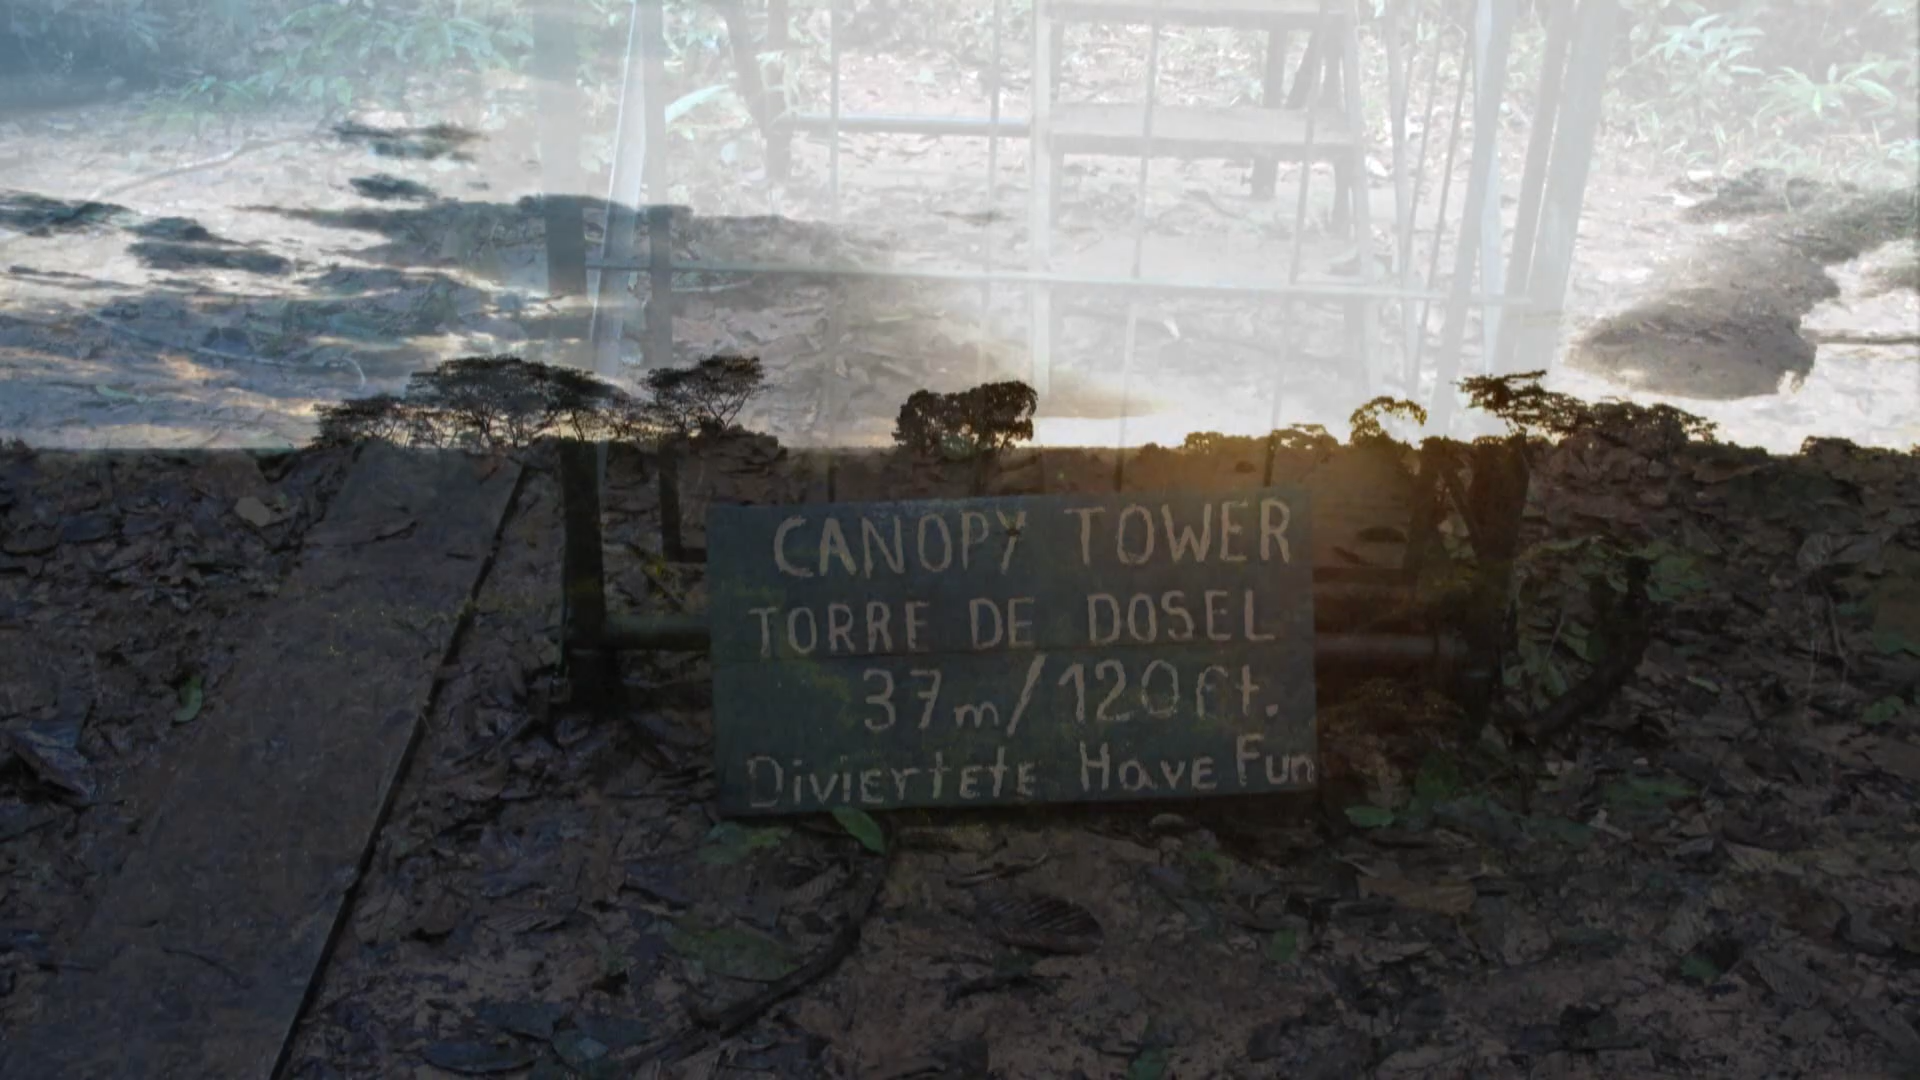 CANOPY TOWER
TORRE DE DOSEL
37m/120ft.
Diviertete Have Fun